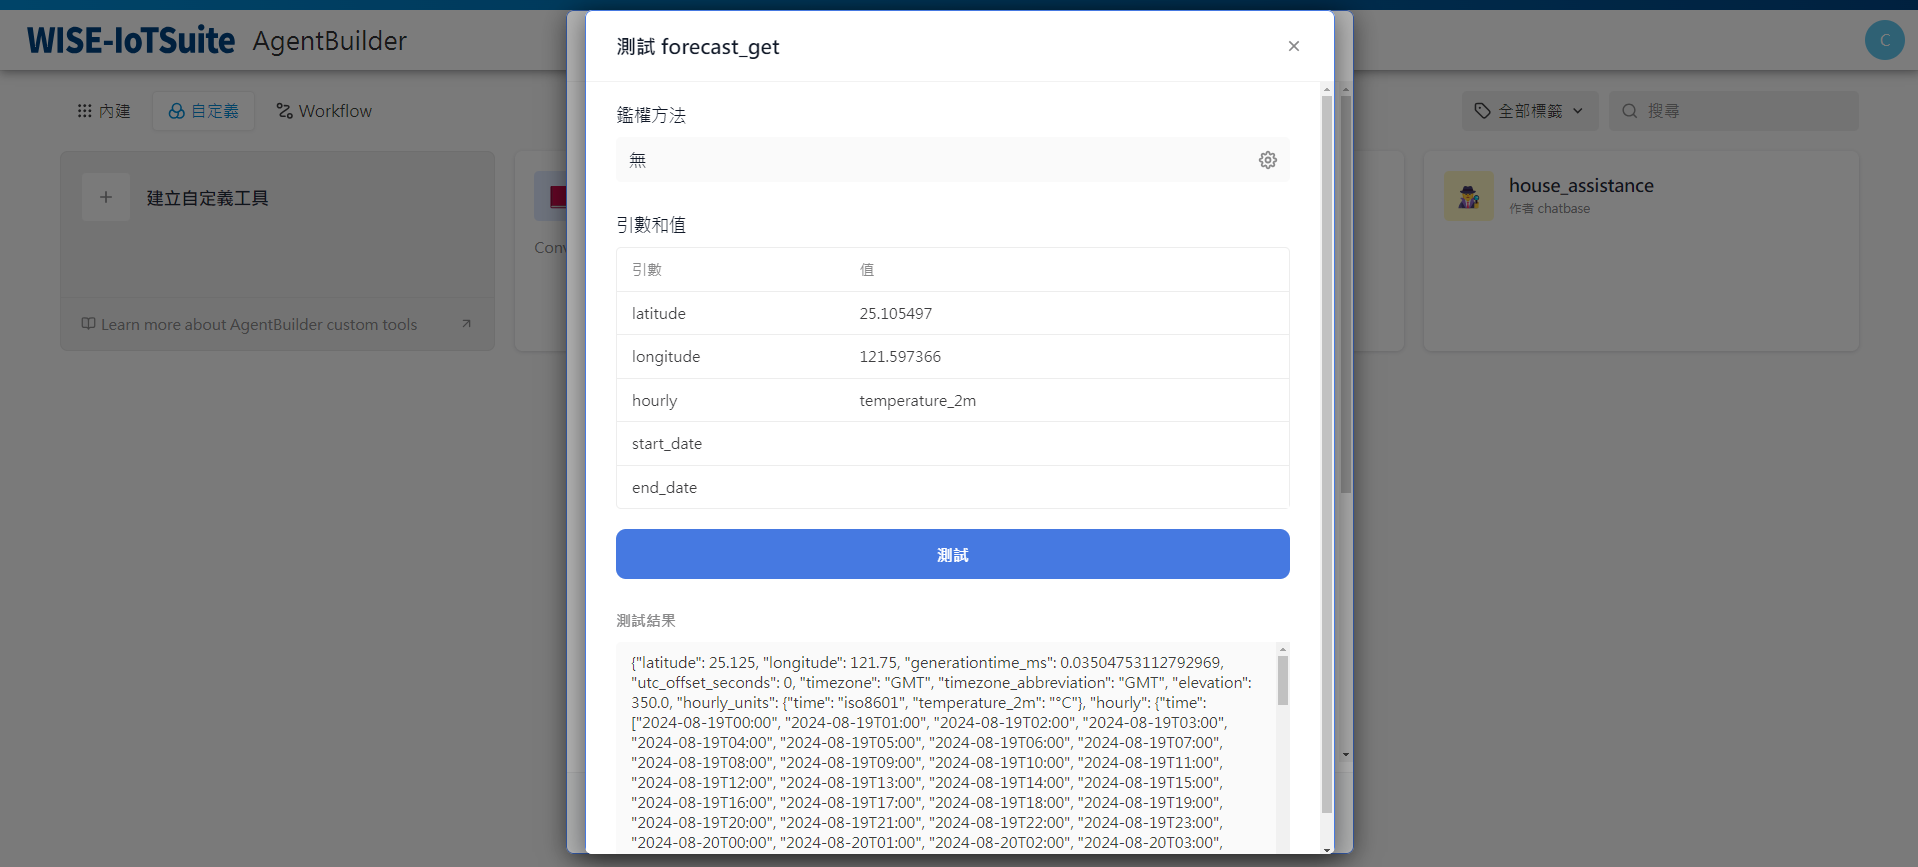 WISE-IoTSuite AgentBuilder
C
內建 自定義 Workflow
全部標籤 搜尋
建立自定義工具
Learn more about AgentBuilder custom tools
house_assistance
作者 chatbase
測試 forecast_get
鑑權方法
無
引數和值
引數 值
latitude 25.105497
longitude 121.597366
hourly temperature_2m
start_date
end_date
測試
測試結果
{"latitude": 25.125, "longitude": 121.75, "generationtime_ms": 0.03504753112792969,
"utc_offset_seconds": 0, "timezone": "GMT", "timezone_abbreviation": "GMT", "elevation":
350.0, "hourly_units": {"time": "iso8601", "temperature_2m": "°C"}, "hourly": {"time":
["2024-08-19T00:00", "2024-08-19T01:00", "2024-08-19T02:00", "2024-08-19T03:00",
"2024-08-19T04:00", "2024-08-19T05:00", "2024-08-19T06:00", "2024-08-19T07:00",
"2024-08-19T08:00", "2024-08-19T09:00", "2024-08-19T10:00", "2024-08-19T11:00",
"2024-08-19T12:00", "2024-08-19T13:00", "2024-08-19T14:00", "2024-08-19T15:00",
"2024-08-19T16:00", "2024-08-19T17:00", "2024-08-19T18:00", "2024-08-19T19:00",
"2024-08-19T20:00", "2024-08-19T21:00", "2024-08-19T22:00", "2024-08-19T23:00",
"2024-08-20T00:00", "2024-08-20T01:00", "2024-08-20T02:00", "2024-08-20T03:00",